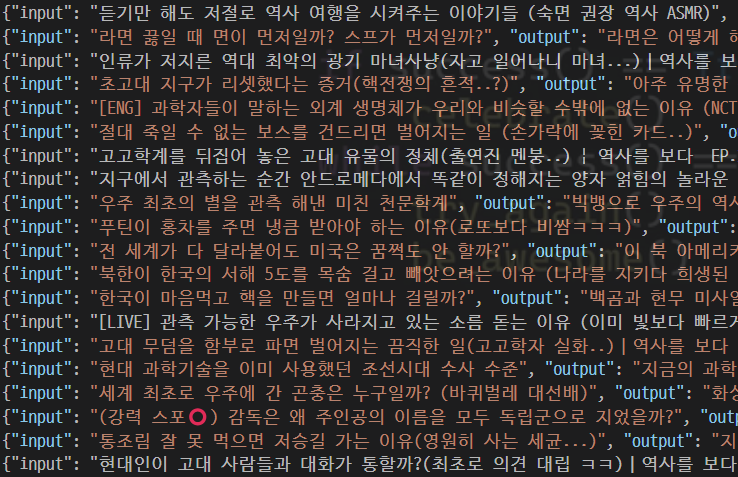 {"input": "듣기만 해도 저절로 역사 여행을 시켜주는 이야기들 (숙면 권장 역사 ASMR)",
{"input": "라면 끓일 때 면이 먼저일까? 스프가 먼저일까?", "output": "라면은 어떻게
{"input": "인류가 저지른 역대 최악의 광기 마녀사냥(자고 일어나니 마녀...)ㅣ역사를 보
{"input": "초고대 지구가 리셋했다는 증거(핵전쟁의 흔적..?)", "output": "아주 유명한
{"input": "[ENG] 과학자들이 말하는 외계 생명체가 우리와 비슷할 수밖에 없는 이유 (NCT
{"input": "절대 죽일 수 없는 보스를 건드리면 벌어지는 일 (손가락에 꽂힌 카드..)", "o
{"input": "고고학계를 뒤집어 놓은 고대 유물의 정체(출연진 멘붕..) ㅣ 역사를 보다 EP.
{"input": "지구에서 관측하는 순간 안드로메다에서 똑같이 정해지는 양자 얽힘의 놀라운
{"input": "우주 최초의 별을 관측 해낸 미친 천문학계", "output": "빅뱅으로 우주의 역사
{"input": "푸틴이 홍차를 주면 냉큼 받아야 하는 이유(로또보다 비쌈ㅋㅋㅋ)", "output":
{"input": "전 세계가 다 달라붙어도 미국은 꿈쩍도 안 할까?", "output": "이 북 아메리카
{"input": "북한이 한국의 서해 5도를 목숨 걸고 빼앗으려는 이유 (나라를 지키다 희생된
{"input": "한국이 마음먹고 핵을 만들면 얼마나 걸릴까?", "output": "백곰과 현무 미사일
{"input": "[LIVE] 관측 가능한 우주가 사라지고 있는 소름 돋는 이유 (이미 빛보다 빠르게
{"input": "고대 무덤을 함부로 파면 벌어지는 끔직한 일(고고학자 실화..)ㅣ역사를 보다
{"input": "현대 과학기술을 이미 사용했던 조선시대 수사 수준", "output": "지금의 과학
{"input": "세계 최초로 우주에 간 곤충은 누구일까? (바퀴벌레 대선배)", "output": "화성
{"input": "(강력 스포⭕) 감독은 왜 주인공의 이름을 모두 독립군으로 지었을까?", "outp
{"input": "통조림 잘 못 먹으면 저승길 가는 이유(영원히 사는 세균...)", "output": "지
{"input": "현대인이 고대 사람들과 대화가 통할까?(최초로 의견 대립 ㅋㅋ)ㅣ역사를 보다
success() ==
celebrate()
success() ==
try_again()
be_awesome()